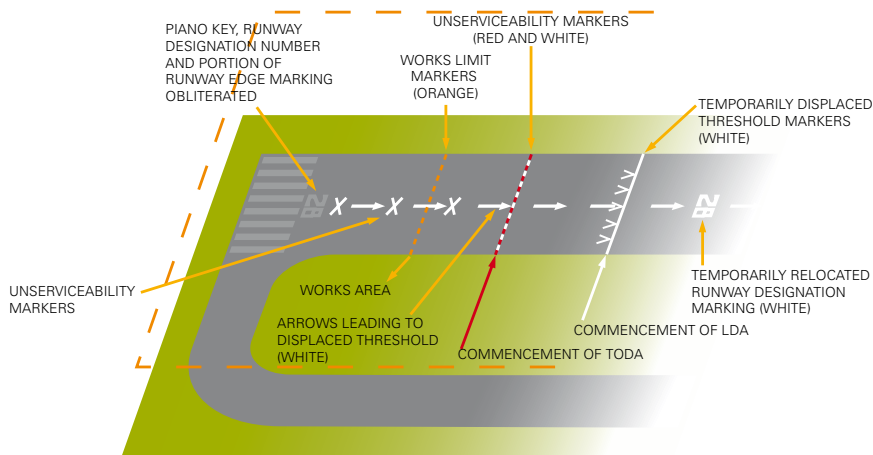 PIANO KEY, RUNWAY
DESIGNATION NUMBER
AND PORTION OF
RUNWAY EDGE MARKING
OBLITERATED
UNSERVICEABILITY MARKERS
(RED AND WHITE)
WORKS LIMIT
MARKERS
(ORANGE)
TEMPORARILY DISPLACED
THRESHOLD MARKERS
(WHITE)
28
X
X
X
28
UNSERVICEABILITY
MARKERS
WORKS AREA
ARROWS LEADING TO
DISPLACED THRESHOLD
(WHITE)
COMMENCEMENT OF TODA
COMMENCEMENT OF LDA
TEMPORARILY RELOCATED
RUNWAY DESIGNATION
MARKING (WHITE)